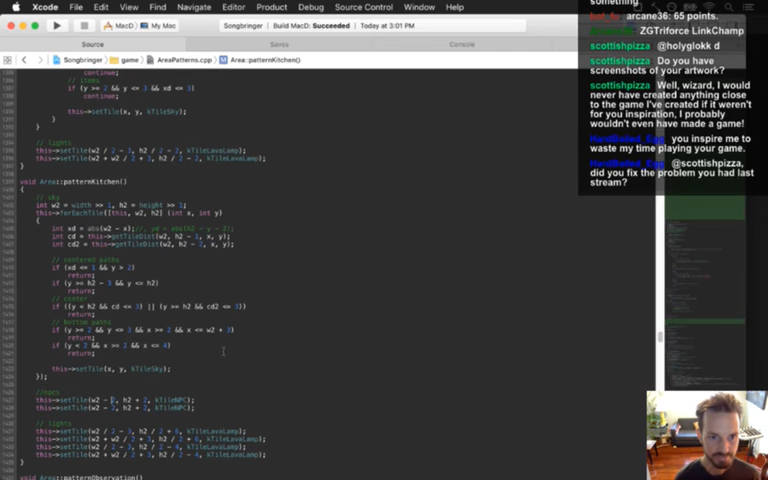 Xcode File Edit View Find Navigate Editor Product Debug Source Control Window Help
something
arcane36: 65 points.
ZGTriforce LinkChamp
scottishpizza @holyglokk d
scottishpizza Do you have
screenshots of your artwork?
scottishpizza Well, wizard, I would
never have created anything close
to the game I've created if it weren't
for you inspiration, I probably
wouldn't even have made a game!
HardBoiled_Egg you inspire me to
waste my time playing your game.
HardBoiled_Egg @scottishpizza,
did you fix the problem you had last
stream?
MacD My Mac
Songbringer Build MacD: Succeeded Today at 3:01 PM
Source Saves Console
Songbringer game AreaPatterns.cpp Area::patternKitchen()
continue;
// items
if (y >= 2 && y <= 3 && xd <= 3)
continue;
this->setTile(x, y, kTileSky);
}
}
// lights
this->setTile(w2 / 2 - 3, h2 / 2 - 2, kTileLavaLamp);
this->setTile(w2 + w2 / 2 + 3, h2 / 2 - 2, kTileLavaLamp);
}
void Area::patternKitchen()
{
// sky
int w2 = width >> 1, h2 = height >> 1;
this->forEachTile([this, w2, h2] (int x, int y)
{
int xd = abs(w2 - x);// yd = abs(h2 - y - 2);
int cd = this->getTileDist(w2, h2 - 1, x, y);
int cd2 = this->getTileDist(w2, h2 - 2, x, y);
// centered paths
if (xd <= 1 && y > 2)
return;
if (y >= h2 - 3 && y <= h2)
return;
// center
if ((y < h2 && cd <= 3) || (y >= h2 && cd2 <= 3))
return;
// bottom paths
if (y >= 2 && y <= 3 && x >= 2 && x <= w2 + 3)
return;
if (y < 2 && x >= 2 && x <= 4)
return;
this->setTile(x, y, kTileSky);
});
//npcs
this->setTile(w2 - 2, h2 + 2, kTileNPC);
this->setTile(w2 - 2, h2 + 2, kTileNPC);
// lights
this->setTile(w2 / 2 - 3, h2 / 2 + 6, kTileLavaLamp);
this->setTile(w2 + w2 / 2 + 3, h2 / 2 + 6, kTileLavaLamp);
this->setTile(w2 / 2 - 3, h2 / 2 - 4, kTileLavaLamp);
this->setTile(w2 + w2 / 2 + 3, h2 / 2 - 4, kTileLavaLamp);
}
void Area::patternObservation()